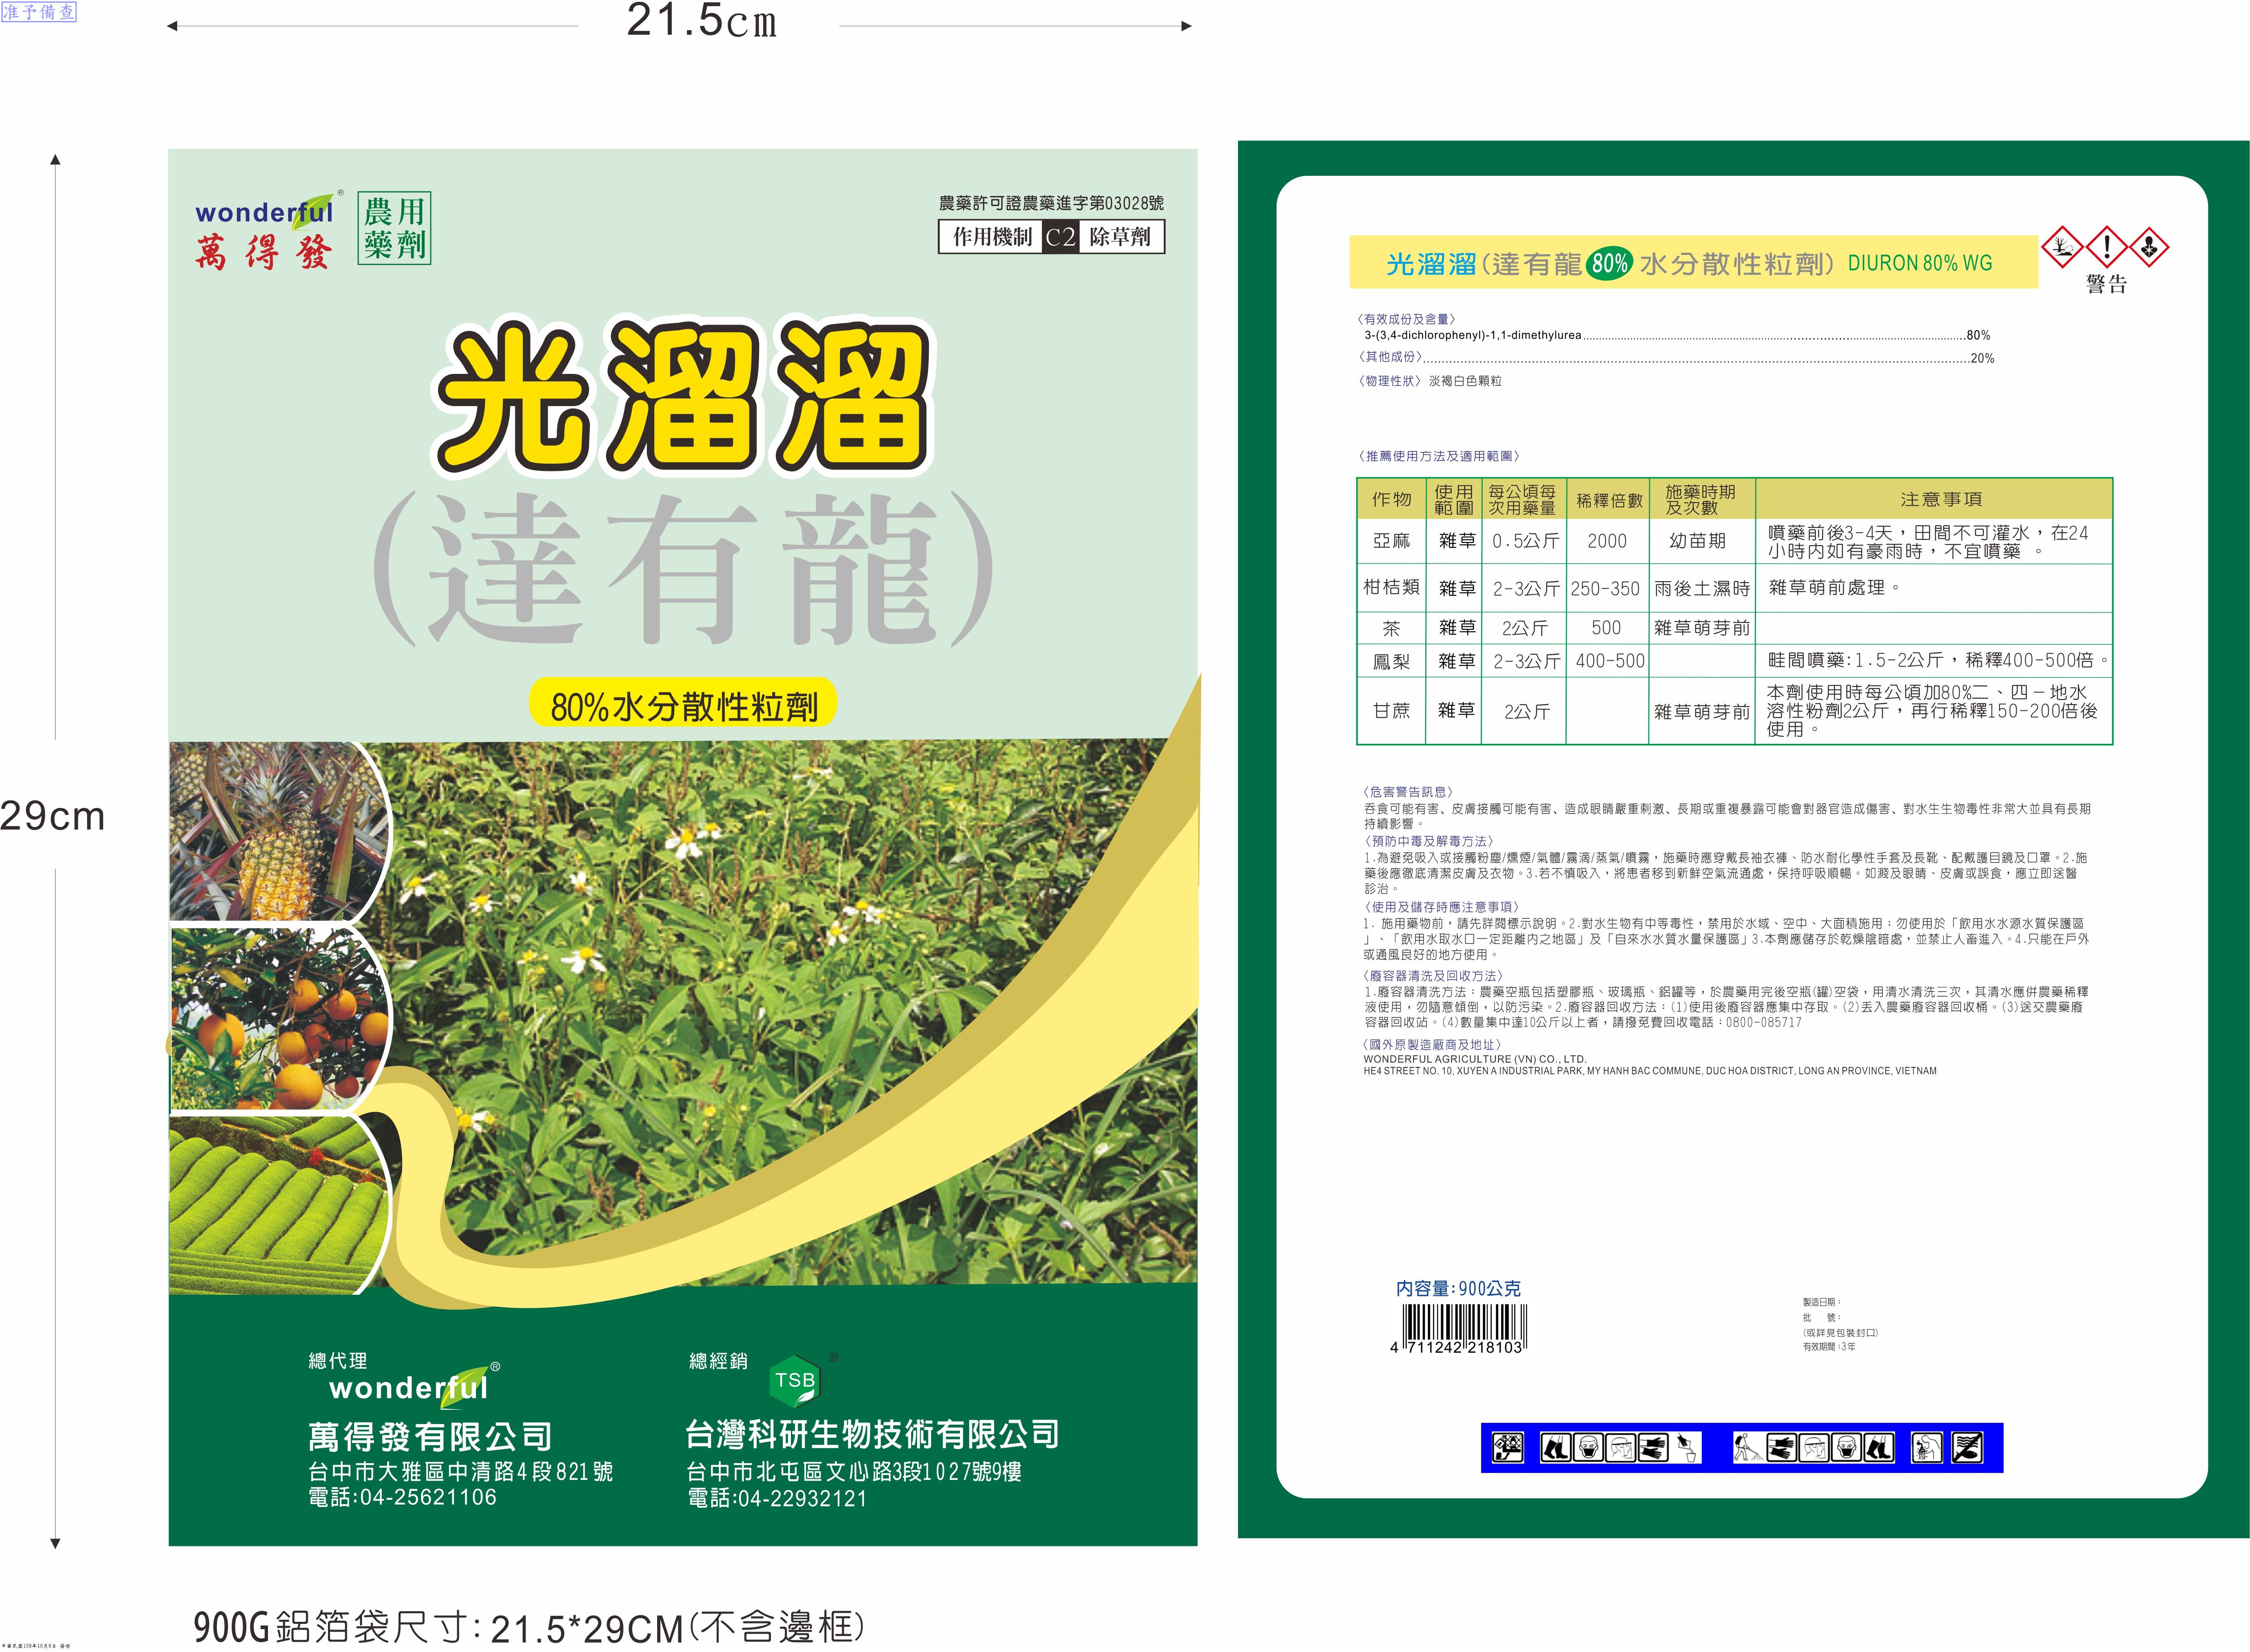 准予備查
21.5cm
29cm
wonderful®
萬得發
農用
藥劑
農藥許可證農藥進字第03028號
作用機制 C2 除草劑
光溜溜
(達有龍)
80%水分散性粒劑
總代理
wonderful®
萬得發有限公司
台中市大雅區中清路4段821號
電話:04-25621106
總經銷
TSB®
台灣科研生物技術有限公司
台中市北屯區文心路3段1027號9樓
電話:04-22932121
光溜溜(達有龍80%水分散性粒劑) DIURON 80% WG
警告
〈有效成份及含量〉
3-(3,4-dichlorophenyl)-1,1-dimethylurea....................80%
〈其他成份〉....................20%
〈物理性狀〉淡褐白色顆粒
〈推薦使用方法及適用範圍〉
作物 使用範圍 每公頃每次用藥量 稀釋倍數 施藥時期及次數 注意事項
亞麻 雜草 0.5公斤 2000 幼苗期 噴藥前後3-4天，田間不可灌水，在24
小時內如有豪雨時，不宜噴藥 。
柑桔類 雜草 2-3公斤 250-350 雨後土濕時 雜草萌前處理。
茶 雜草 2公斤 500 雜草萌芽前
鳳梨 雜草 2-3公斤 400-500 畦間噴藥:1.5-2公斤，稀釋400-500倍。
甘蔗 雜草 2公斤 雜草萌芽前 本劑使用時每公頃加80%二、四－地水
溶性粉劑2公斤，再行稀釋150-200倍後
使用。
〈危害警告訊息〉
吞食可能有害、皮膚接觸可能有害、造成眼睛嚴重刺激、長期或重複暴露可能會對器官造成傷害、對水生生物毒性非常大並具有長期
持續影響。
〈預防中毒及解毒方法〉
1.為避免吸入或接觸粉塵/燻煙/氣體/霧滴/蒸氣/噴霧，施藥時應穿戴長袖衣褲、防水耐化學性手套及長靴、配戴護目鏡及口罩。2.施
藥後應徹底清潔皮膚及衣物。3.若不慎吸入，將患者移到新鮮空氣流通處，保持呼吸順暢。如濺及眼睛、皮膚或誤食，應立即送醫
診治。
〈使用及儲存時應注意事項〉
1. 施用藥物前，請先詳閱標示說明。2.對水生物有中等毒性，禁用於水域、空中、大面積施用；勿使用於「飲用水水源水質保護區
」、「飲用水取水口一定距離內之地區」及「自來水水質水量保護區」3.本劑應儲存於乾燥陰暗處，並禁止人畜進入。4.只能在戶外
或通風良好的地方使用。
〈廢容器清洗及回收方法〉
1.廢容器清洗方法：農藥空瓶包括塑膠瓶、玻璃瓶、鋁罐等，於農藥用完後空瓶(罐)空袋，用清水清洗三次，其清水應併農藥稀釋
液使用，勿隨意傾倒，以防污染。2.廢容器回收方法：(1)使用後廢容器應集中存取。(2)丟入農藥廢容器回收桶。(3)送交農藥廢
容器回收站。(4)數量集中達10公斤以上者，請撥免費回收電話：0800-085717
〈國外原製造廠商及地址〉
WONDERFUL AGRICULTURE (VN) CO., LTD.
HE4 STREET NO. 10, XUYEN A INDUSTRIAL PARK, MY HANH BAC COMMUNE, DUC HOA DISTRICT, LONG AN PROVINCE, VIETNAM
內容量:900公克
4 711242 218103
製造日期：
批　號：
(或詳見包裝封口)
有效期間：3年
900G鋁箔袋尺寸: 21.5*29CM(不含邊框)